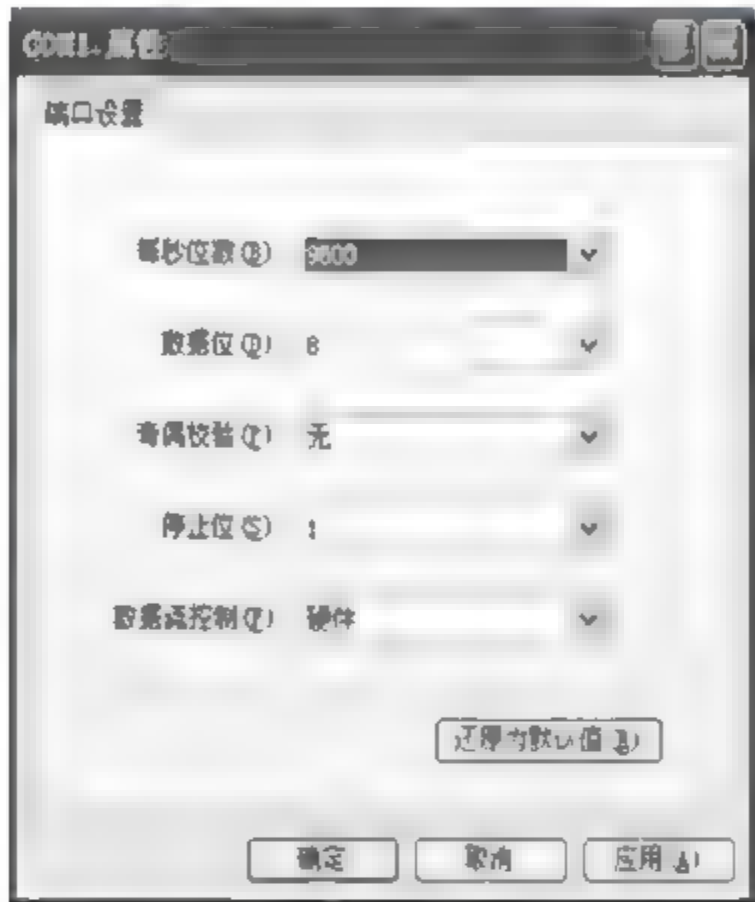 COM1 属性
端口设置
每秒位数(B) 9600
数据位(D) 8
奇偶校验(P) 无
停止位(S) 1
数据流控制(F) 硬件
还原为默认值(R)
确定 取消 应用(A)